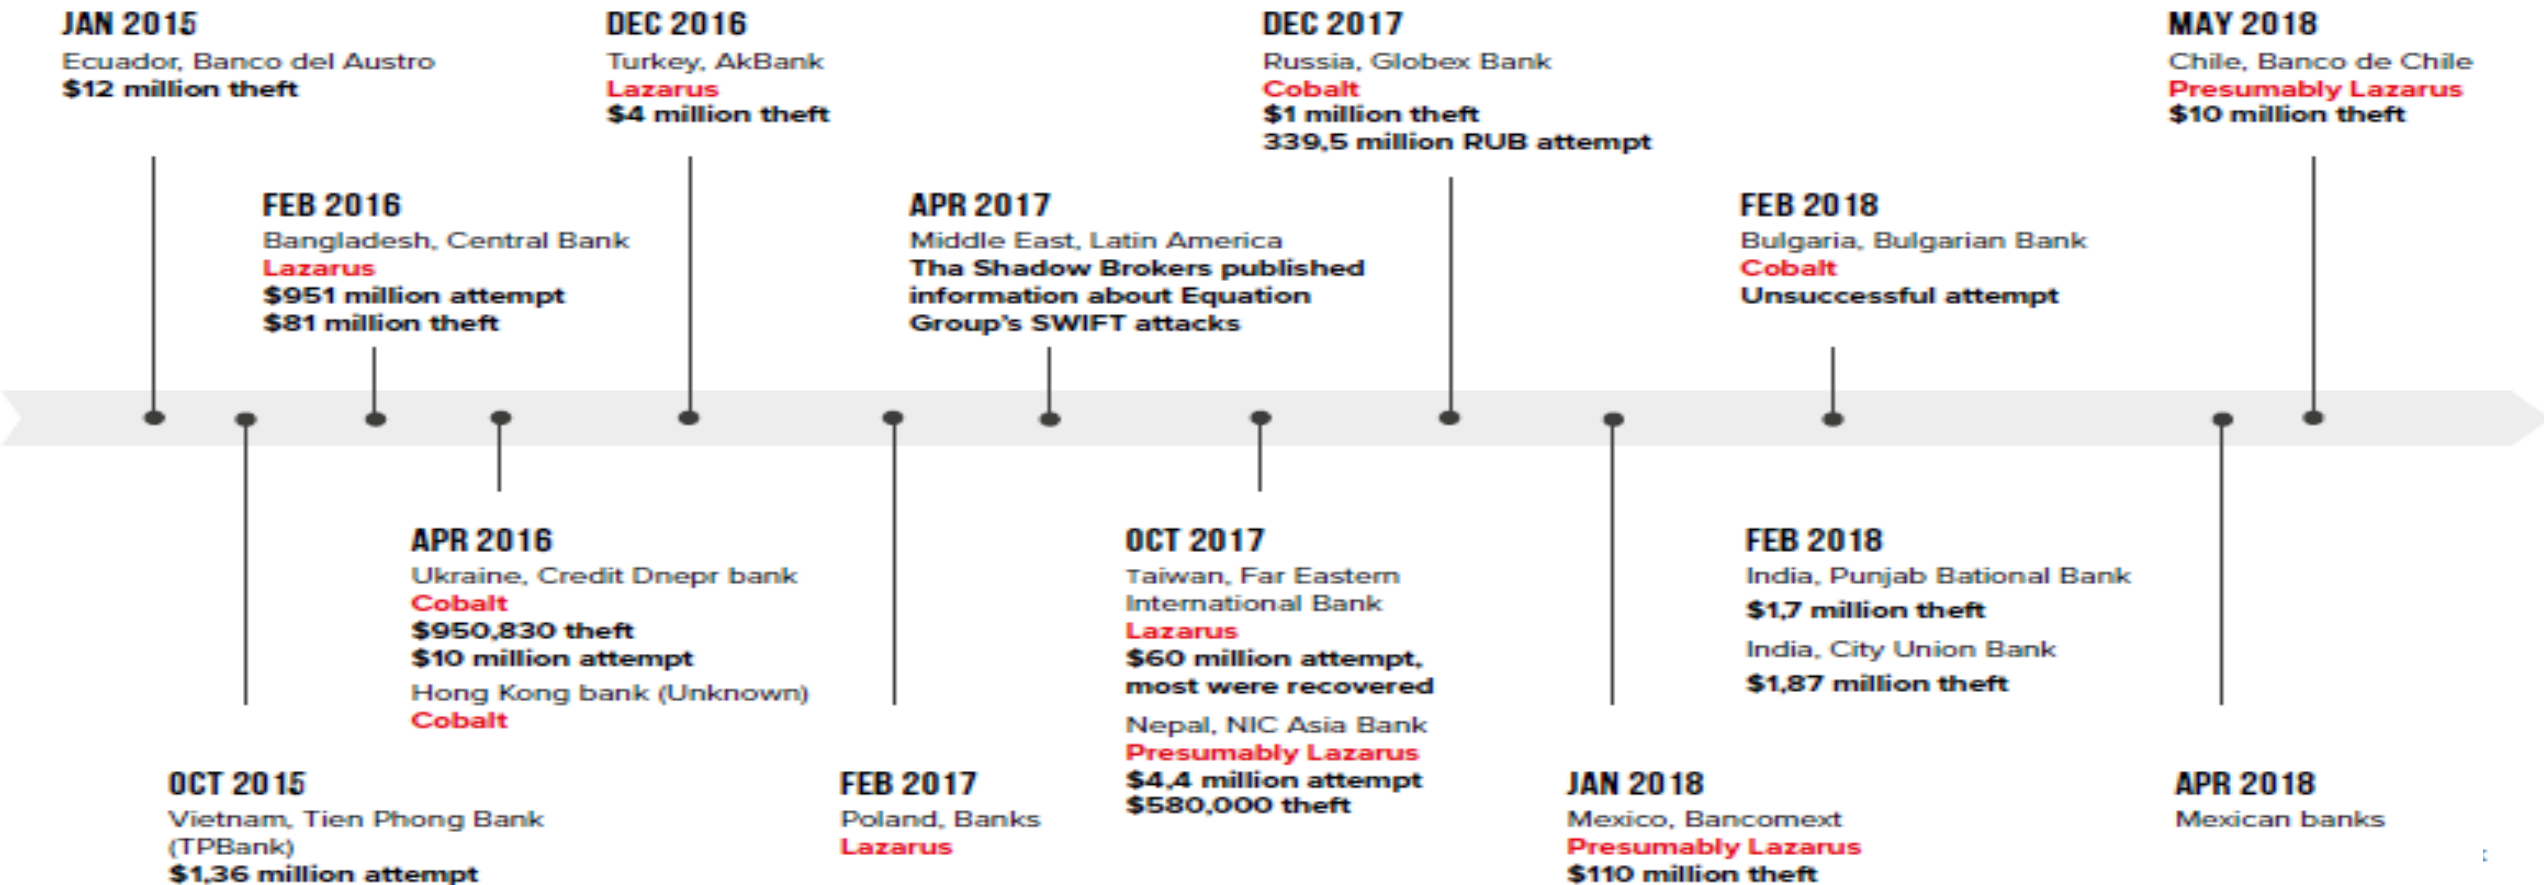 JAN 2015
Ecuador, Banco del Austro
$12 million theft
DEC 2016
Turkey, AkBank
Lazarus
$4 million theft
DEC 2017
Russia, Globex Bank
Cobalt
$1 million theft
339,5 million RUB attempt
MAY 2018
Chile, Banco de Chile
Presumably Lazarus
$10 million theft
FEB 2016
Bangladesh, Central Bank
Lazarus
$951 million attempt
$81 million theft
APR 2017
Middle East, Latin America
Tha Shadow Brokers published
information about Equation
Group's SWIFT attacks
FEB 2018
Bulgaria, Bulgarian Bank
Cobalt
Unsuccessful attempt
APR 2016
Ukraine, Credit Dnepr bank
Cobalt
$950,830 theft
$10 million attempt
Hong Kong bank (Unknown)
Cobalt
OCT 2017
Taiwan, Far Eastern
International Bank
Lazarus
$60 million attempt,
most were recovered
Nepal, NIC Asia Bank
Presumably Lazarus
$4,4 million attempt
$580,000 theft
FEB 2018
India, Punjab Bational Bank
$1,7 million theft
India, City Union Bank
$1,87 million theft
OCT 2015
Vietnam, Tien Phong Bank
(TPBank)
$1,36 million attempt
FEB 2017
Poland, Banks
Lazarus
JAN 2018
Mexico, Bancomext
Presumably Lazarus
$110 million theft
APR 2018
Mexican banks